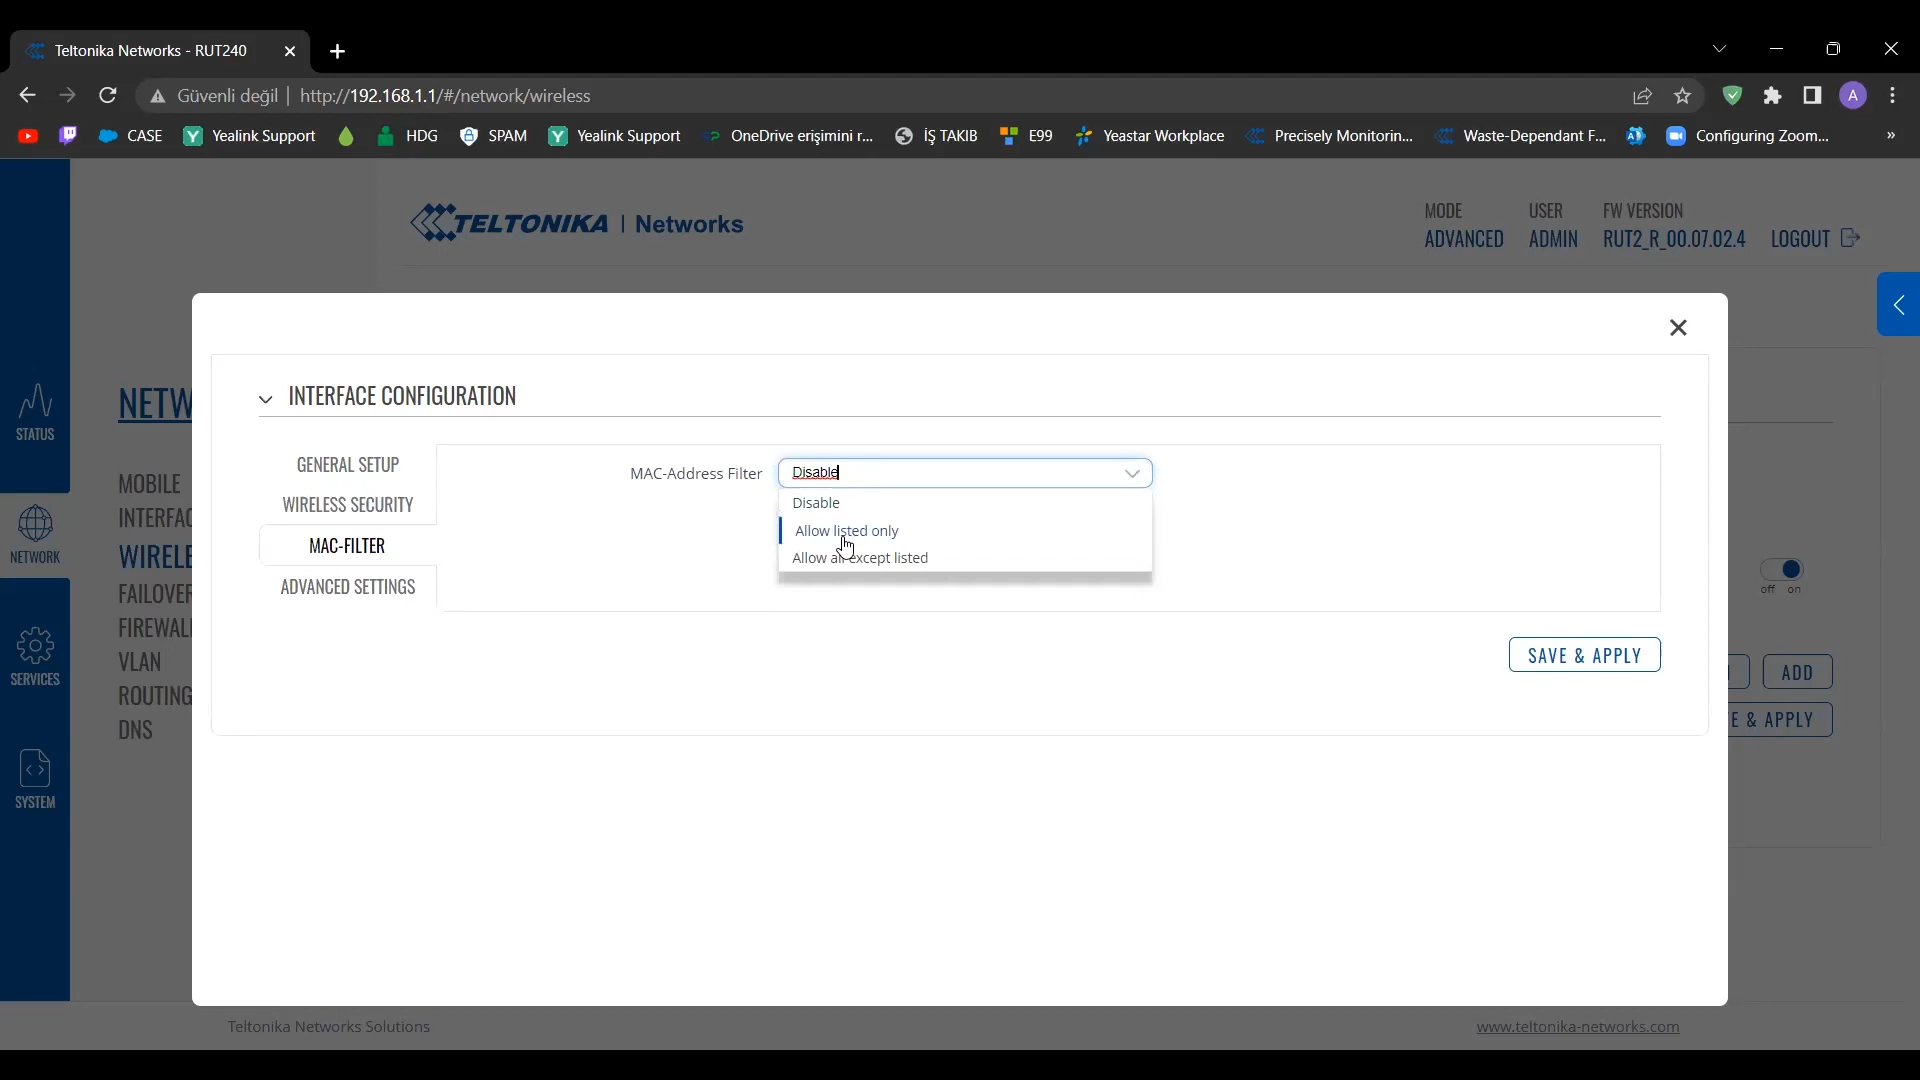 Teltonika Networks - RUT240
Güvenli değil | http://192.168.1.1/#/network/wireless
A
CASE
Yealink Support
HDG
SPAM
Yealink Support
OneDrive erişimini r...
İŞ TAKIB
E99
Yeastar Workplace
Precisely Monitorin...
Waste-Dependant F...
Configuring Zoom...
»
TELTONIKA | Networks
MODE
ADVANCED
USER
ADMIN
FW VERSION
RUT2_R_00.07.02.4
LOGOUT
STATUS
NETWORK
SERVICES
SYSTEM
NETW
MOBILE
INTERFAC
WIRELE
FAILOVER
FIREWALL
VLAN
ROUTING
DNS
INTERFACE CONFIGURATION
GENERAL SETUP
WIRELESS SECURITY
MAC-FILTER
ADVANCED SETTINGS
MAC-Address Filter
Disable
Disable
Allow listed only
Allow all except listed
SAVE & APPLY
off on
ADD
E & APPLY
Teltonika Networks Solutions
www.teltonika-networks.com